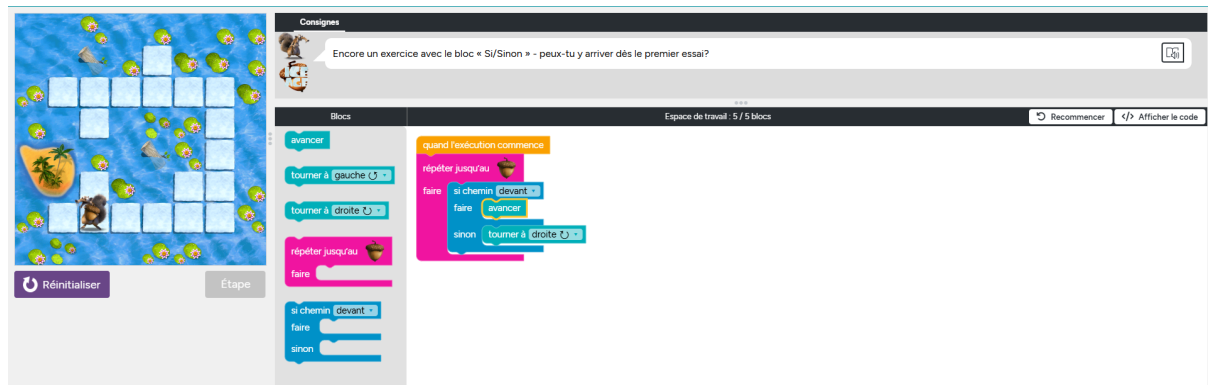 Consignes
Encore un exercice avec le bloc « Si/Sinon » - peux-tu y arriver dès le premier essai?
ICE
AGE
Blocs
Espace de travail : 5 / 5 blocs
Recommencer
</> Afficher le code
avancer
tourner à gauche
tourner à droite
répéter jusqu'au
faire
si chemin devant
faire
sinon
quand l'exécution commence
répéter jusqu'au
faire
si chemin devant
faire avancer
sinon tourner à droite
Réinitialiser
Étape